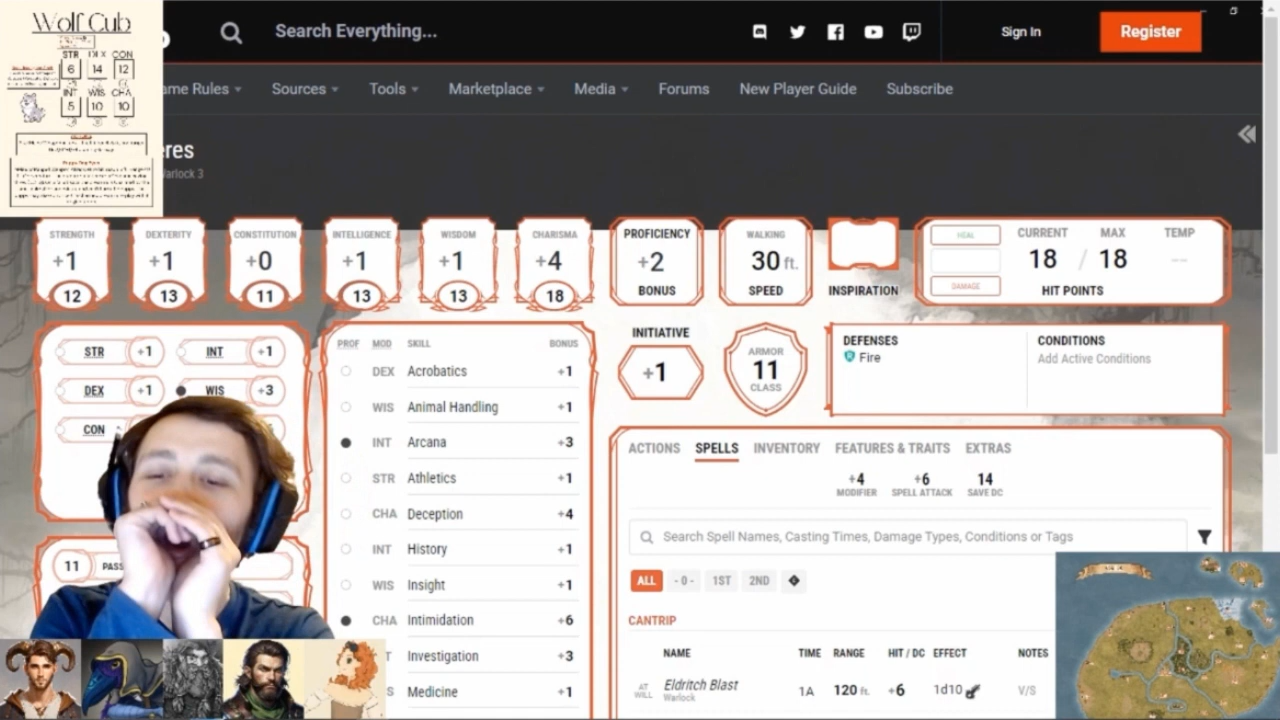 Wolf Cub
STR DEX CON
6 14 12
INT WIS CHA
5 10 10
Search Everything...
Sign In
Register
ame Rules
Sources
Tools
Marketplace
Media
Forums
New Player Guide
Subscribe
eres
Warlock 3
STRENGTH
+1
12
DEXTERITY
+1
13
CONSTITUTION
+0
11
INTELLIGENCE
+1
13
WISDOM
+1
13
CHARISMA
+4
18
PROFICIENCY
+2
BONUS
WALKING
30 ft.
SPEED
INSPIRATION
HEAL
DAMAGE
CURRENT MAX TEMP
18 / 18 --
HIT POINTS
STR +1 INT +1
DEX +1 WIS +3
CON
11 PASS
PROF MOD SKILL BONUS
DEX Acrobatics +1
WIS Animal Handling +1
INT Arcana +3
STR Athletics +1
CHA Deception +4
INT History +1
WIS Insight +1
CHA Intimidation +6
T Investigation +3
S Medicine +1
INITIATIVE
+1
ARMOR
11
CLASS
DEFENSES
Fire
CONDITIONS
Add Active Conditions
ACTIONS SPELLS INVENTORY FEATURES & TRAITS EXTRAS
+4 +6 14
MODIFIER SPELL ATTACK SAVE DC
Search Spell Names, Casting Times, Damage Types, Conditions or Tags
ALL - 0 - 1ST 2ND
CANTRIP
NAME TIME RANGE HIT / DC EFFECT NOTES
AT WILL Eldritch Blast 1A 120 ft. +6 1d10 V/S
Warlock